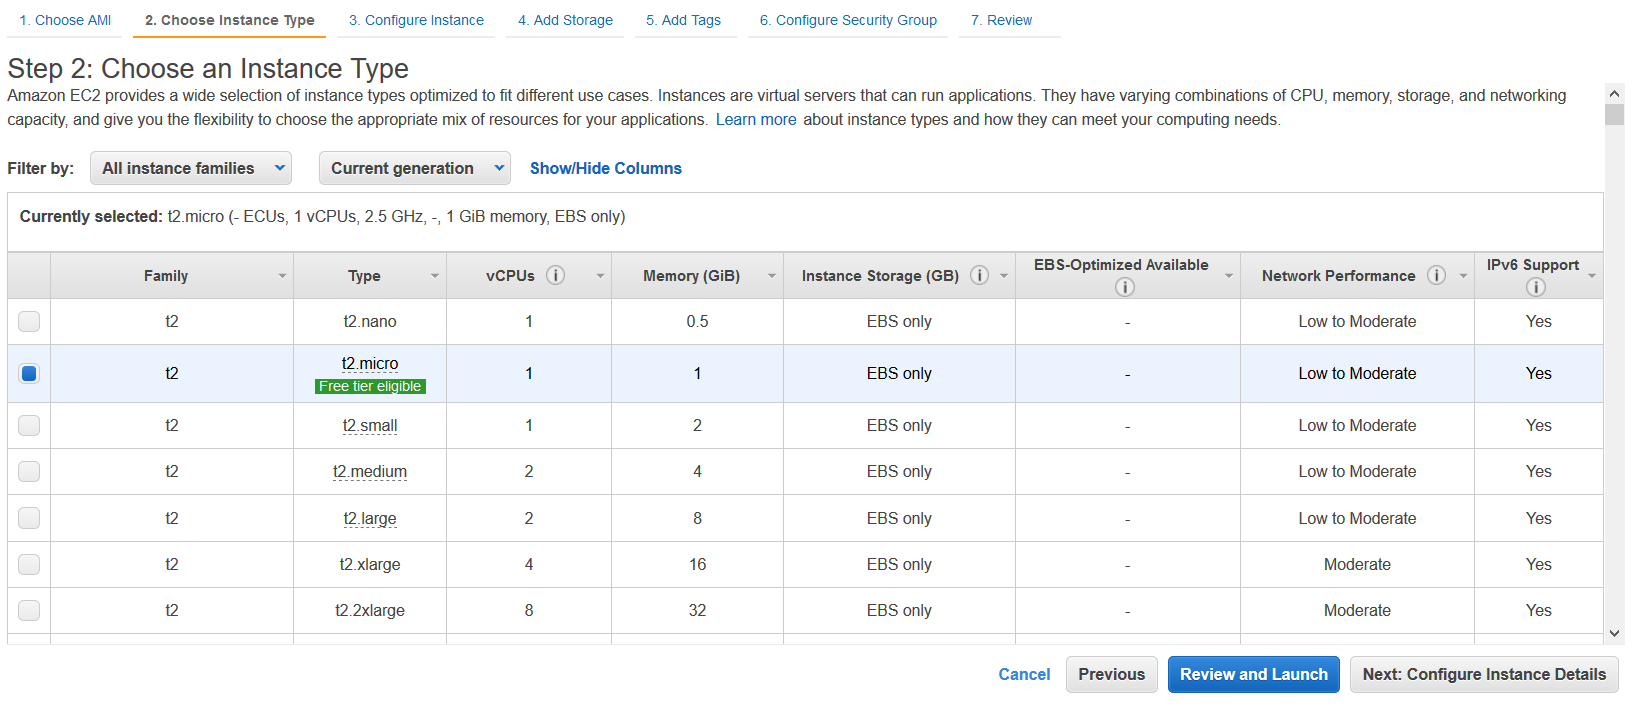 1. Choose AMI 2. Choose Instance Type 3. Configure Instance 4. Add Storage 5. Add Tags 6. Configure Security Group 7. Review
Step 2: Choose an Instance Type
Amazon EC2 provides a wide selection of instance types optimized to fit different use cases. Instances are virtual servers that can run applications. They have varying combinations of CPU, memory, storage, and networking
capacity, and give you the flexibility to choose the appropriate mix of resources for your applications. Learn more about instance types and how they can meet your computing needs.
Filter by: All instance families Current generation Show/Hide Columns
Currently selected: t2.micro (- ECUs, 1 vCPUs, 2.5 GHz, -, 1 GiB memory, EBS only)
Family Type vCPUs i Memory (GiB) Instance Storage (GB) i EBS-Optimized Available i Network Performance i IPv6 Support i
t2 t2.nano 1 0.5 EBS only - Low to Moderate Yes
t2 t2.micro 1 1 EBS only - Low to Moderate Yes
Free tier eligible
t2 t2.small 1 2 EBS only - Low to Moderate Yes
t2 t2.medium 2 4 EBS only - Low to Moderate Yes
t2 t2.large 2 8 EBS only - Low to Moderate Yes
t2 t2.xlarge 4 16 EBS only - Moderate Yes
t2 t2.2xlarge 8 32 EBS only - Moderate Yes
Cancel Previous Review and Launch Next: Configure Instance Details